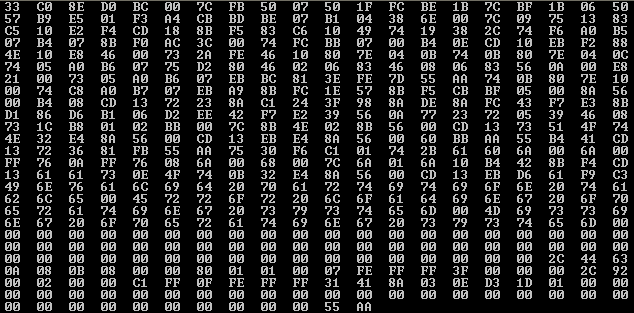 33 C0 8E D0 BC 00 7C FB 50 07 50 1F FC BE 1B 7C BF 1B 06 50
57 B9 E5 01 F3 A4 CB BD BE 07 B1 04 38 6E 00 7C 09 75 13 83
C5 10 E2 F4 CD 18 8B F5 83 C6 10 49 74 19 38 2C 74 F6 A0 B5
07 B4 07 8B F0 AC 3C 00 74 FC BB 07 00 B4 0E CD 10 EB F2 88
4E 10 E8 46 00 73 2A FE 46 10 80 7E 04 0B 74 0B 80 7E 04 0C
74 05 A0 B6 07 75 D2 80 46 02 06 83 46 08 06 83 56 0A 00 E8
21 00 73 05 A0 B6 07 EB BC 81 3E FE 7D 55 AA 74 0B 80 7E 10
00 74 C8 A0 B7 07 EB A9 8B FC 1E 57 8B F5 CB BF 05 00 8A 56
00 B4 08 CD 13 72 23 8A C1 24 3F 98 8A DE 8A FC 43 F7 E3 8B
D1 86 D6 B1 06 D2 EE 42 F7 E2 39 56 0A 77 23 72 05 39 46 08
73 1C B8 01 02 BB 00 7C 8B 4E 02 8B 56 00 CD 13 73 51 4F 74
4E 32 E4 8A 56 00 CD 13 EB E4 8A 56 00 60 BB AA 55 B4 41 CD
13 72 36 81 FB 55 AA 75 30 F6 C1 01 74 2B 61 60 6A 00 6A 00
FF 76 0A FF 76 08 6A 00 68 00 7C 6A 01 6A 10 B4 42 8B F4 CD
13 61 61 73 0E 4F 74 0B 32 E4 8A 56 00 CD 13 EB D6 61 F9 C3
49 6E 76 61 6C 69 64 20 70 61 72 74 69 74 69 6F 6E 20 74 61
62 6C 65 00 45 72 72 6F 72 20 6C 6F 61 64 69 6E 67 20 6F 70
65 72 61 74 69 6E 67 20 73 79 73 74 65 6D 00 4D 69 73 73 69
6E 67 20 6F 70 65 72 61 74 69 6E 67 20 73 79 73 74 65 6D 00
00 00 00 00 00 00 00 00 00 00 00 00 00 00 00 00 00 00 00 00
00 00 00 00 00 00 00 00 00 00 00 00 00 00 00 00 00 00 00 00
00 00 00 00 00 00 00 00 00 00 00 00 00 00 00 00 00 2C 44 63
0A 08 0B 08 00 00 80 01 01 00 07 FE FF FF 3F 00 00 00 2C 92
00 02 00 00 C1 FF 0F FE FF FF 31 41 8A 03 0E D3 1D 01 00 00
00 00 00 00 00 00 00 00 00 00 00 00 00 00 00 00 00 00 00 00
00 00 00 00 00 00 00 00 00 00 55 AA